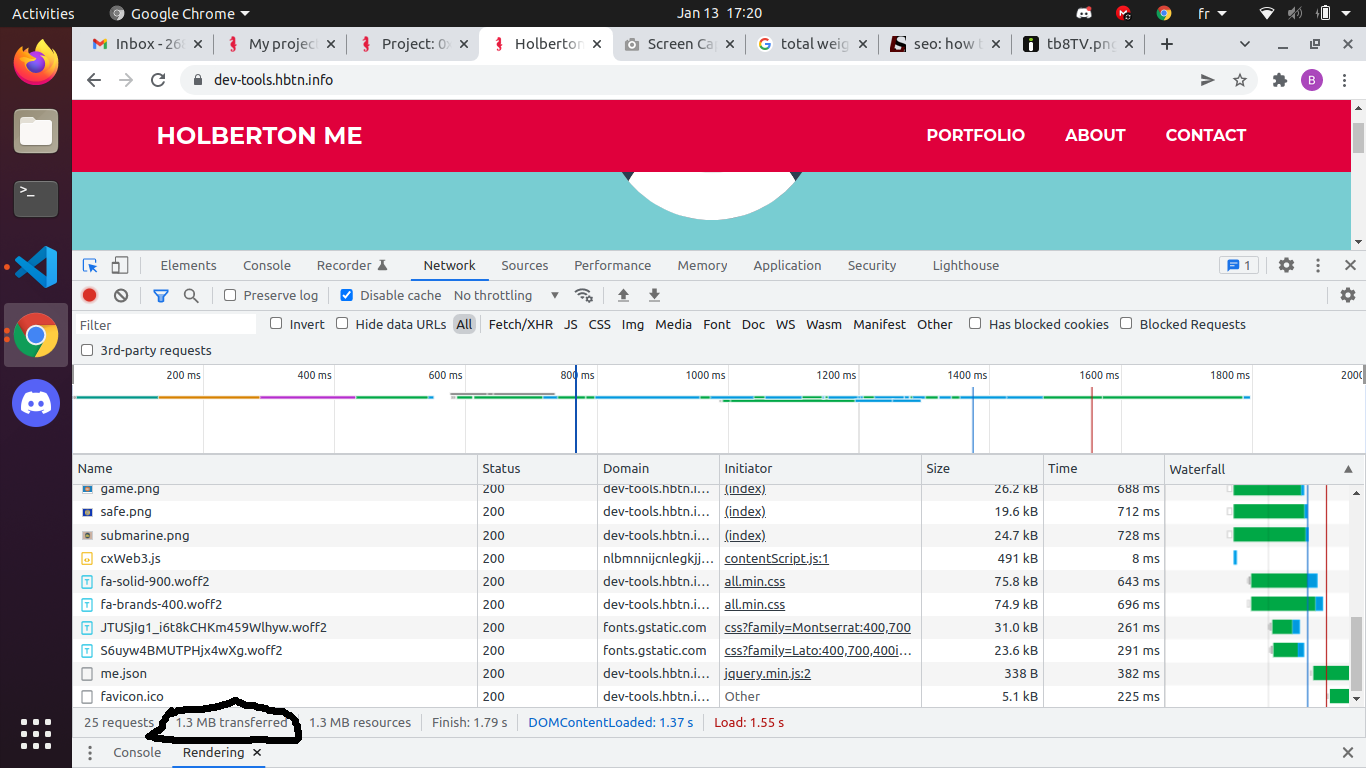 Activities Google Chrome Jan 13 17:20 fr
Inbox - 268 My projec Project: 0x Holberton Screen Ca total weig seo: how t tb8TV.png
dev-tools.hbtn.info B
HOLBERTON ME PORTFOLIO ABOUT CONTACT
Elements Console Recorder Network Sources Performance Memory Application Security Lighthouse 1
Preserve log Disable cache No throttling
Filter Invert Hide data URLs All Fetch/XHR JS CSS Img Media Font Doc WS Wasm Manifest Other Has blocked cookies Blocked Requests
3rd-party requests
200 ms 400 ms 600 ms 800 ms 1000 ms 1200 ms 1400 ms 1600 ms 1800 ms 2000
Name Status Domain Initiator Size Time Waterfall
game.png 200 dev-tools.hbtn.i... (index) 26.2 kB 688 ms
safe.png 200 dev-tools.hbtn.i... (index) 19.6 kB 712 ms
submarine.png 200 dev-tools.hbtn.i... (index) 24.7 kB 728 ms
cxWeb3.js 200 nlbmnnijcnlegkjj... contentScript.js:1 491 kB 8 ms
fa-solid-900.woff2 200 dev-tools.hbtn.i... all.min.css 75.8 kB 643 ms
fa-brands-400.woff2 200 dev-tools.hbtn.i... all.min.css 74.9 kB 696 ms
JTUSjIg1_i6t8kCHKm459Wlhyw.woff2 200 fonts.gstatic.com css?family=Montserrat:400,700 31.0 kB 261 ms
S6uyw4BMUTPHjx4wXg.woff2 200 fonts.gstatic.com css?family=Lato:400,700,400i... 23.6 kB 291 ms
me.json 200 dev-tools.hbtn.i... jquery.min.js:2 338 B 382 ms
favicon.ico 200 dev-tools.hbtn.i... Other 5.1 kB 225 ms
25 requests 1.3 MB transferred 1.3 MB resources Finish: 1.79 s DOMContentLoaded: 1.37 s Load: 1.55 s
Console Rendering